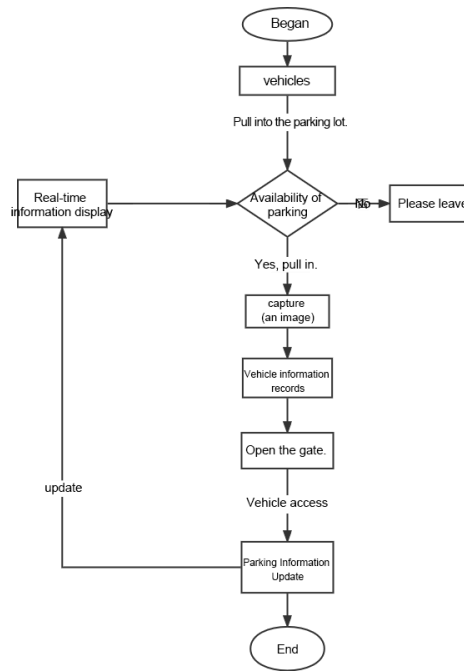 Began
vehicles
Pull into the parking lot.
Real-time
information display
Availability of
parking
No
Please leave
Yes, pull in.
capture
(an image)
Vehicle information
records
Open the gate.
update
Vehicle access
Parking Information
Update
End